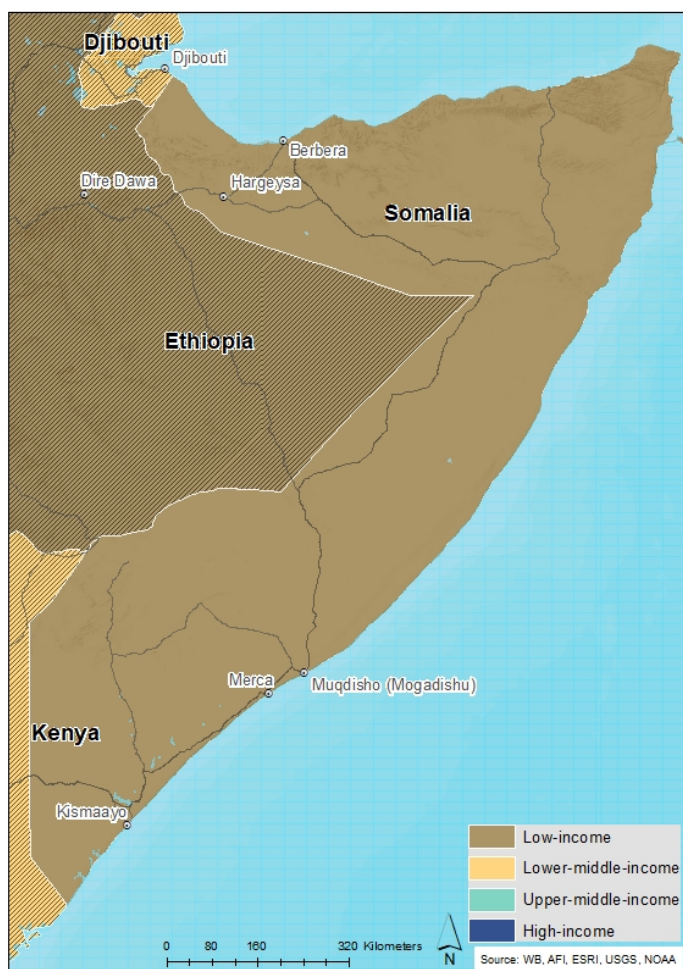 Djibouti
Djibouti
Berbera
Dire Dawa
Hargeysa
Somalia
Ethiopia
Merca
Muqdisho (Mogadishu)
Kenya
Kismaayo
Low-income
Lower-middle-income
Upper-middle-income
High-income
0 80 160 320 Kilometers
N
Source: WB, AFI, ESRI, USGS, NOAA